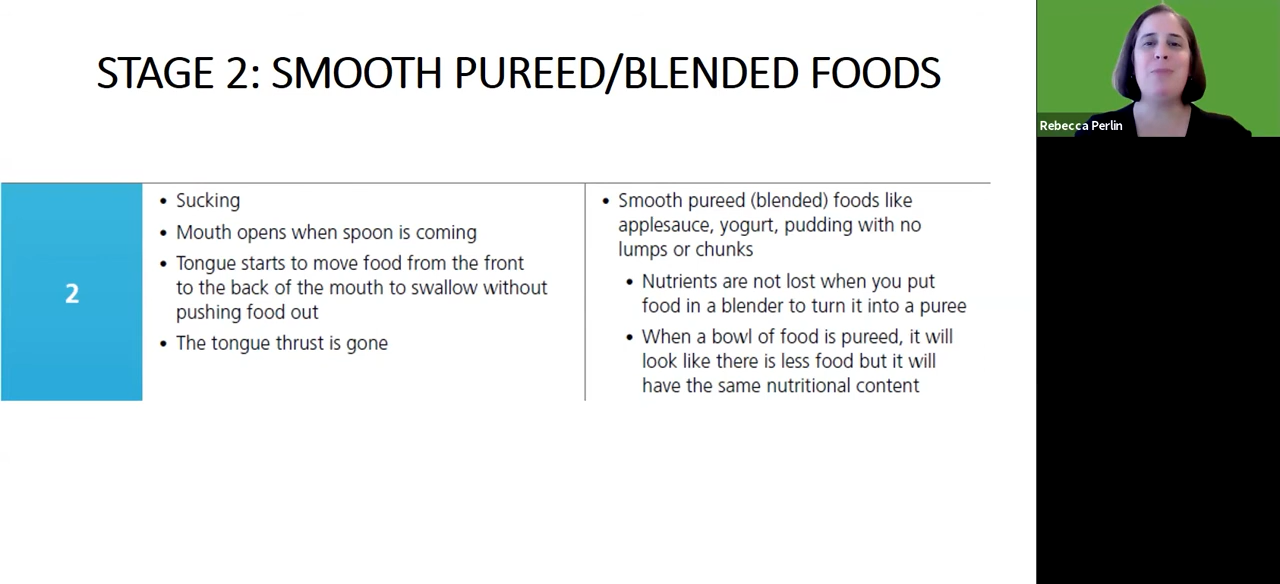 STAGE 2: SMOOTH PUREED/BLENDED FOODS
Rebecca Perlin
2
• Sucking
• Mouth opens when spoon is coming
• Tongue starts to move food from the front
to the back of the mouth to swallow without
pushing food out
• The tongue thrust is gone
• Smooth pureed (blended) foods like
applesauce, yogurt, pudding with no
lumps or chunks
• Nutrients are not lost when you put
food in a blender to turn it into a puree
• When a bowl of food is pureed, it will
look like there is less food but it will
have the same nutritional content